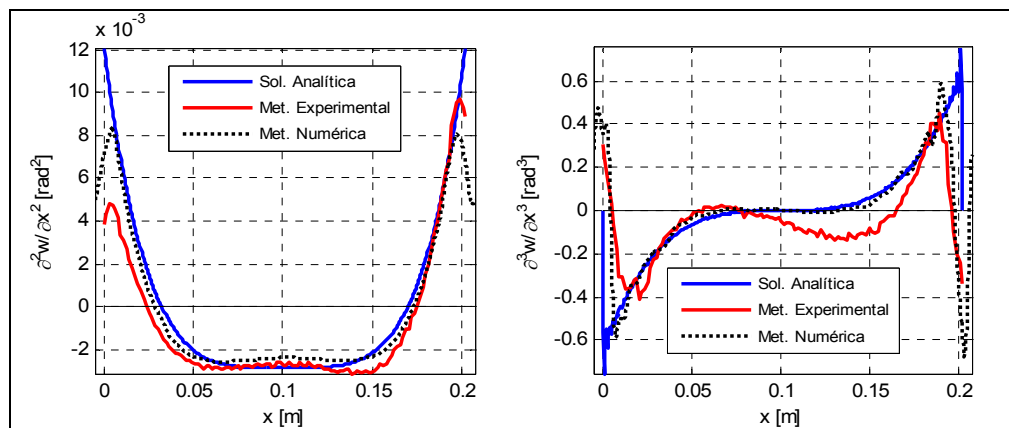 x 10⁻³
12
10
8
6
4
2
0
-2
∂²w/∂x² [rad²]
Sol. Analítica
Met. Experimental
Met. Numérica
0
0.05
0.1
0.15
0.2
x [m]
0.6
0.4
0.2
0
-0.2
-0.4
-0.6
∂³w/∂x³ [rad³]
Sol. Analítica
Met. Experimental
Met. Numérica
0
0.05
0.1
0.15
0.2
x [m]